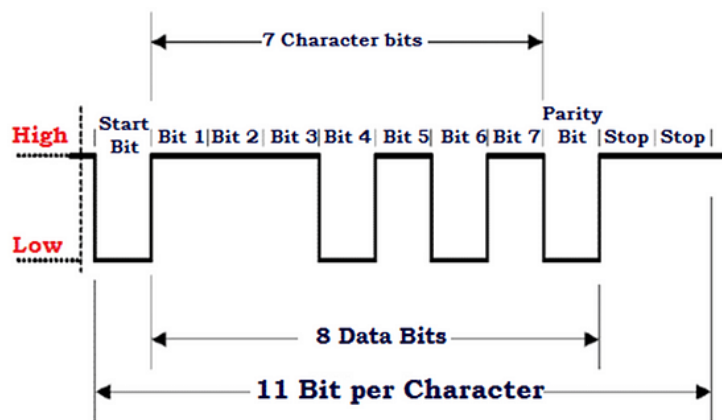 7 Character bits
High
Start Bit
Bit 1
Bit 2
Bit 3
Bit 4
Bit 5
Bit 6
Bit 7
Parity Bit
Stop
Stop
Low
8 Data Bits
11 Bit per Character